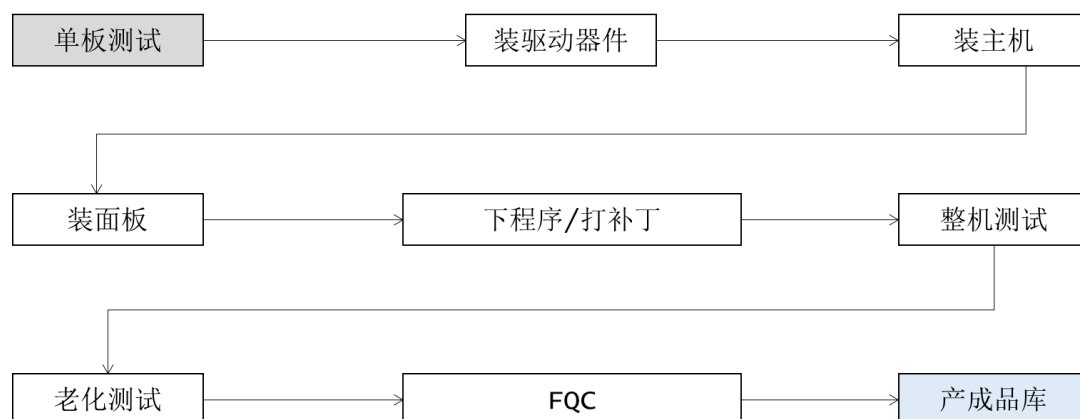 单板测试
装驱动器件
装主机
装面板
下程序/打补丁
整机测试
老化测试
FQC
产成品库